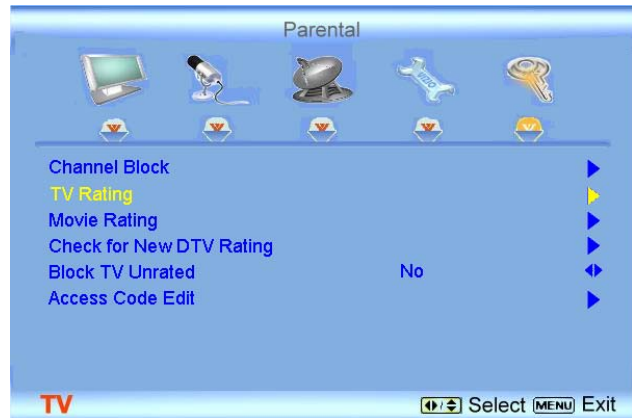 Parental
VIZIO
Channel Block
TV Rating
Movie Rating
Check for New DTV Rating
Block TV Unrated No
Access Code Edit
TV Select MENU Exit